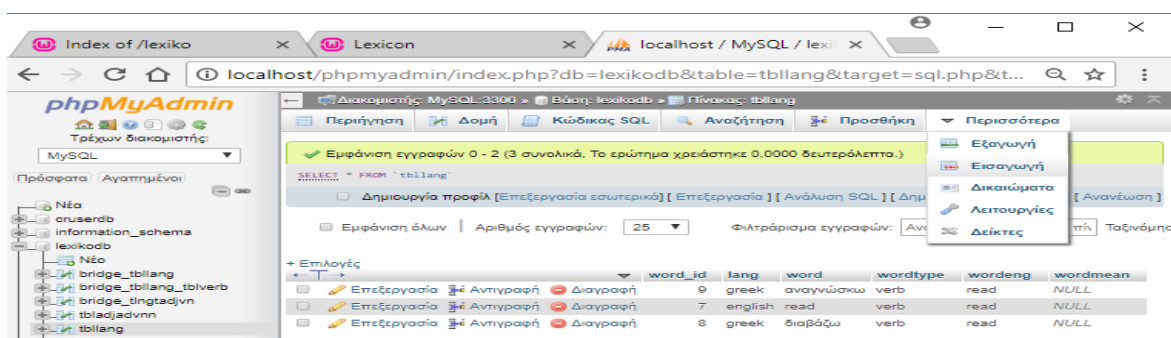 Index of /lexiko × Lexicon × localhost / MySQL / lexi ×
localhost/phpmyadmin/index.php?db=lexikodb&table=tbllang&target=sql.php&t...
phpMyAdmin
Τρέχων διακομιστής:
MySQL
Πρόσφατα Αγαπημένα
Νέα
cruserdb
information_schema
lexikodb
Νέο
bridge_tbllang
bridge_tbllang_tblverb
bridge_tlngtadjvn
tbladjadvnn
tbllang
Διακομιστής: MySQL:3300 » Βάση: lexikodb » Πίνακας: tbllang
Περιήγηση Δομή Κώδικας SQL Αναζήτηση Προσθήκη Περισσότερα
Εξαγωγή
Εισαγωγή
Δικαιώματα
Λειτουργίες
Δείκτες
Εμφάνιση εγγραφών 0 - 2 (3 συνολικά, Το ερώτημα χρειάστηκε 0,0000 δευτερόλεπτα.)
SELECT * FROM `tbllang`
Δημιουργία προφίλ [Επεξεργασία εσωτερικά] [ Επεξεργασία ] [ Ανάλυση SQL ] [ Δημ [ Ανανέωση ]
Εμφάνιση όλων Αριθμός εγγραφών: 25 Φιλτράρισμα εγγραφών: Ταξινόμησ
+ Επιλογές
word_id lang word wordtype wordeng wordmean
Επεξεργασία Αντιγραφή Διαγραφή 9 greek αναγνώσκω verb read NULL
Επεξεργασία Αντιγραφή Διαγραφή 7 english read verb read NULL
Επεξεργασία Αντιγραφή Διαγραφή 8 greek διαβάζω verb read NULL